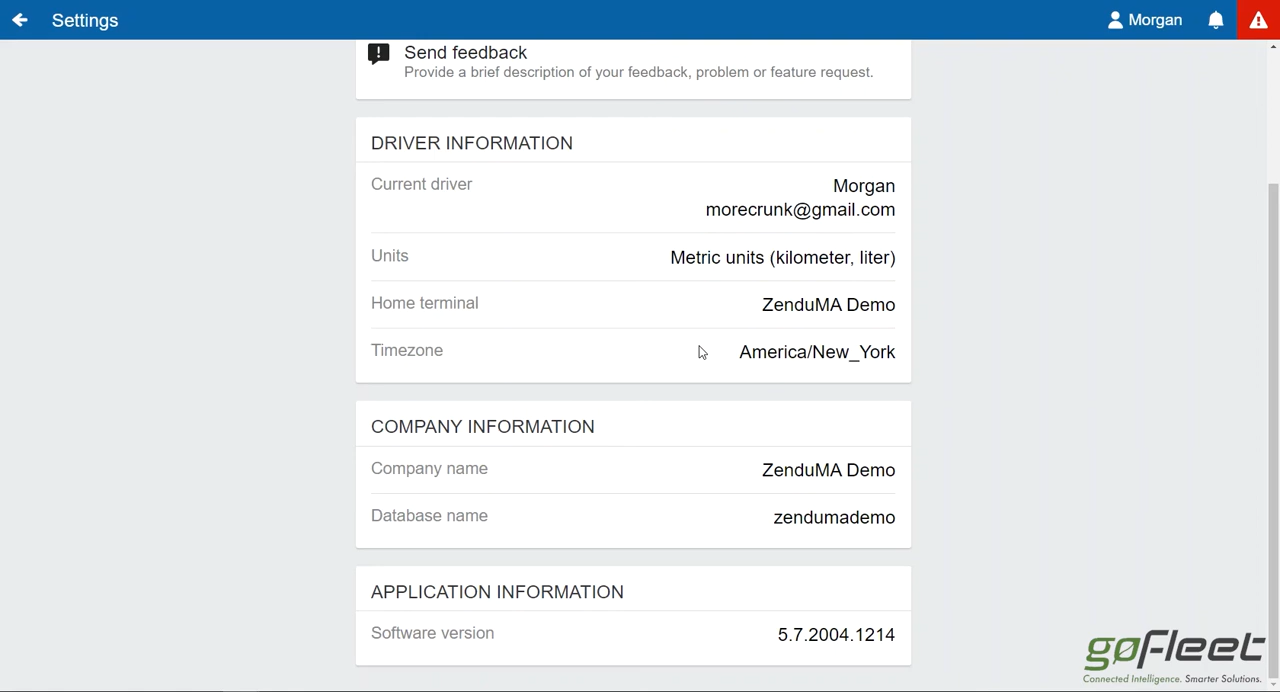 Settings
Morgan
Send feedback
Provide a brief description of your feedback, problem or feature request.
DRIVER INFORMATION
Current driver
Morgan
morecrunk@gmail.com
Units
Metric units (kilometer, liter)
Home terminal
ZenduMA Demo
Timezone
America/New_York
COMPANY INFORMATION
Company name
ZenduMA Demo
Database name
zendumademo
APPLICATION INFORMATION
Software version
5.7.2004.1214
gofleet
Connected Intelligence. Smarter Solutions.